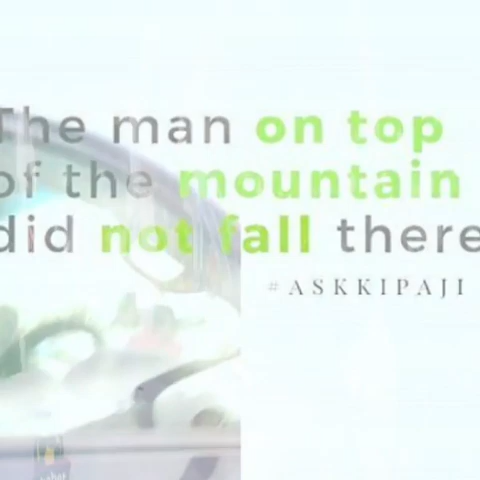 The man on top
of the mountain
did not fall there
#ASKKIPAJI